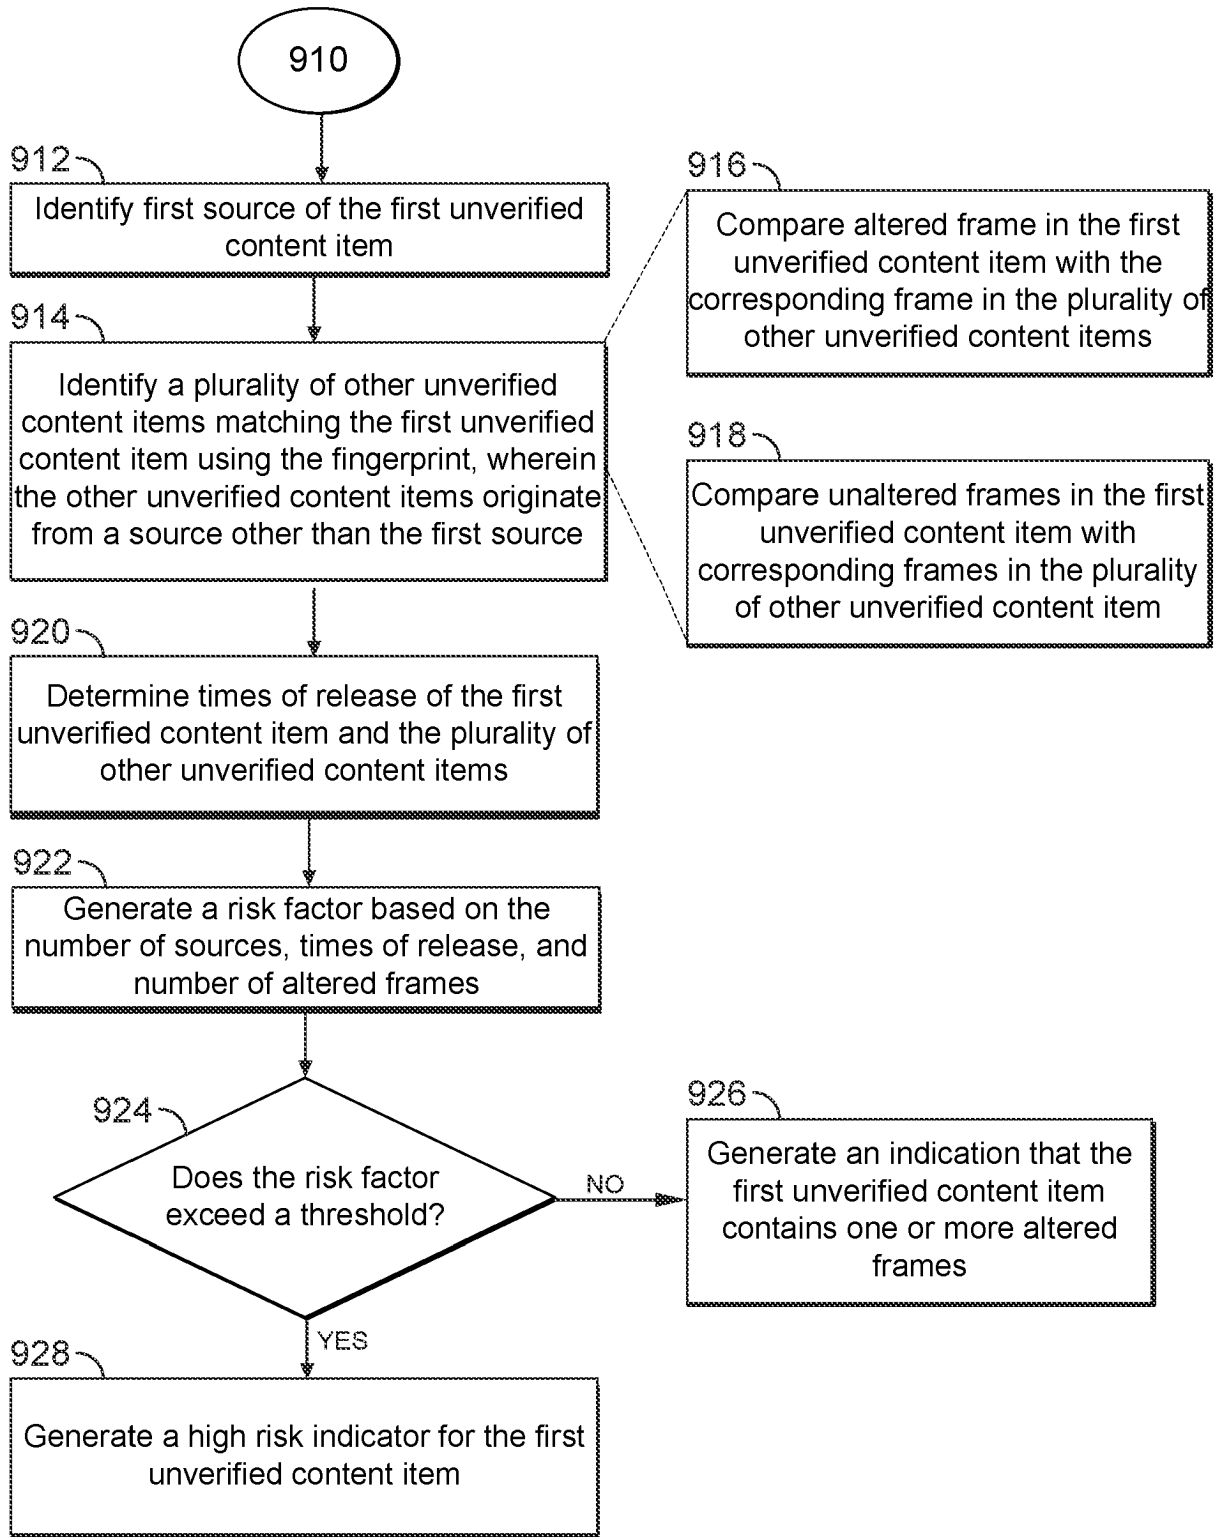 910
912
Identify first source of the first unverified
content item
914
Identify a plurality of other unverified
content items matching the first unverified
content item using the fingerprint, wherein
the other unverified content items originate
from a source other than the first source
916
Compare altered frame in the first
unverified content item with the
corresponding frame in the plurality of
other unverified content items
918
Compare unaltered frames in the first
unverified content item with
corresponding frames in the plurality
of other unverified content item
920
Determine times of release of the first
unverified content item and the plurality of
other unverified content items
922
Generate a risk factor based on the
number of sources, times of release, and
number of altered frames
924
Does the risk factor
exceed a threshold?
NO
926
Generate an indication that the
first unverified content item
contains one or more altered
frames
YES
928
Generate a high risk indicator for the first
unverified content item